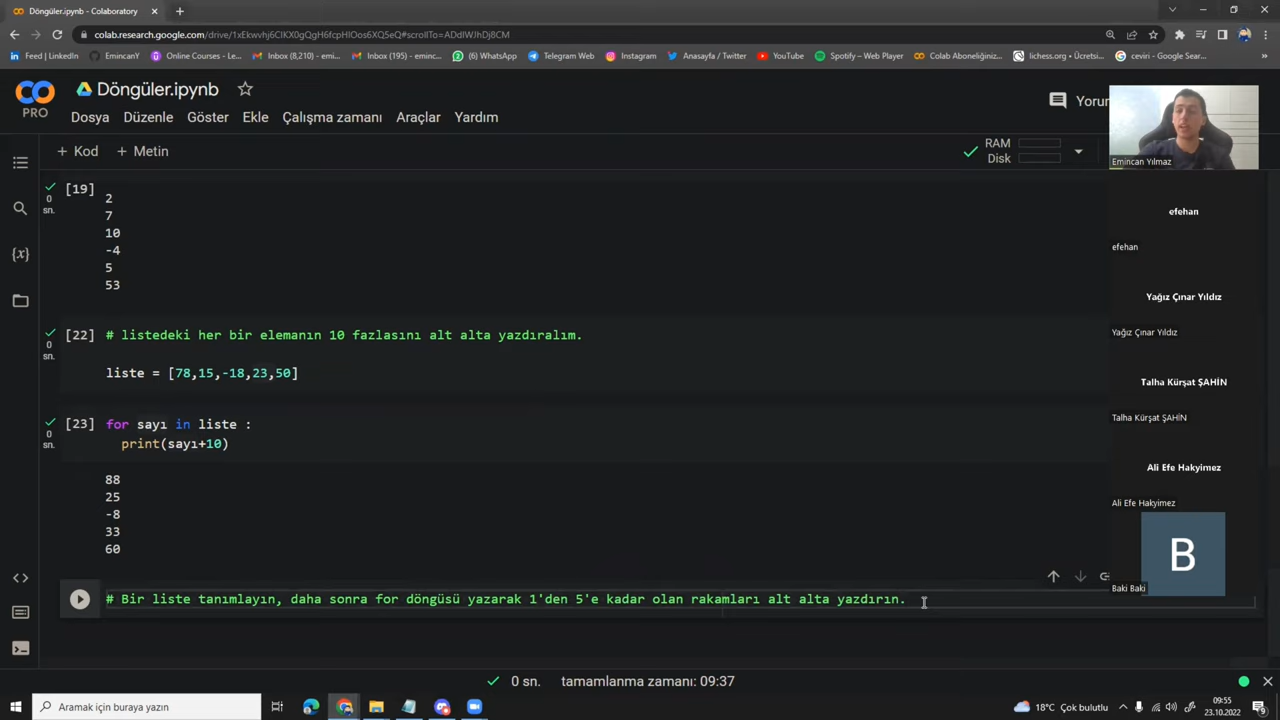 Döngüler.ipynb - Colaboratory
colab.research.google.com/drive/1xEkwvhj6CIKX0gQgH6fcpHIOos6XQ5eQ#scrollTo=ADdIWJhDj8CM
Feed | LinkedIn
EmincanY
Online Courses - Le...
Inbox (8,210) - emi...
Inbox (195) - eminc...
(6) WhatsApp
Telegram Web
Instagram
Anasayfa / Twitter
YouTube
Spotify – Web Player
Colab Aboneliğiniz...
lichess.org • Ücretsi...
ceviri - Google Sear...
PRO
Döngüler.ipynb
Dosya Düzenle Göster Ekle Çalışma zamanı Araçlar Yardım
+ Kod + Metin
RAM
Disk
Emincan Yılmaz
efehan
efehan
Yağız Çınar Yıldız
Yağız Çınar Yıldız
Talha Kürşat ŞAHİN
Talha Kürşat ŞAHİN
Ali Efe Hakyimez
Ali Efe Hakyimez
B
Baki Baki
[19]
0
sn.
2
7
10
-4
5
53
[22] # listedeki her bir elemanın 10 fazlasını alt alta yazdıralım.
0
sn.
liste = [78,15,-18,23,50]
[23] for sayı in liste :
0
sn.
print(sayı+10)
88
25
-8
33
60
# Bir liste tanımlayın, daha sonra for döngüsü yazarak 1'den 5'e kadar olan rakamları alt alta yazdırın.
0 sn. tamamlanma zamanı: 09:37
Aramak için buraya yazın
18°C Çok bulutlu
09:55
23.10.2022